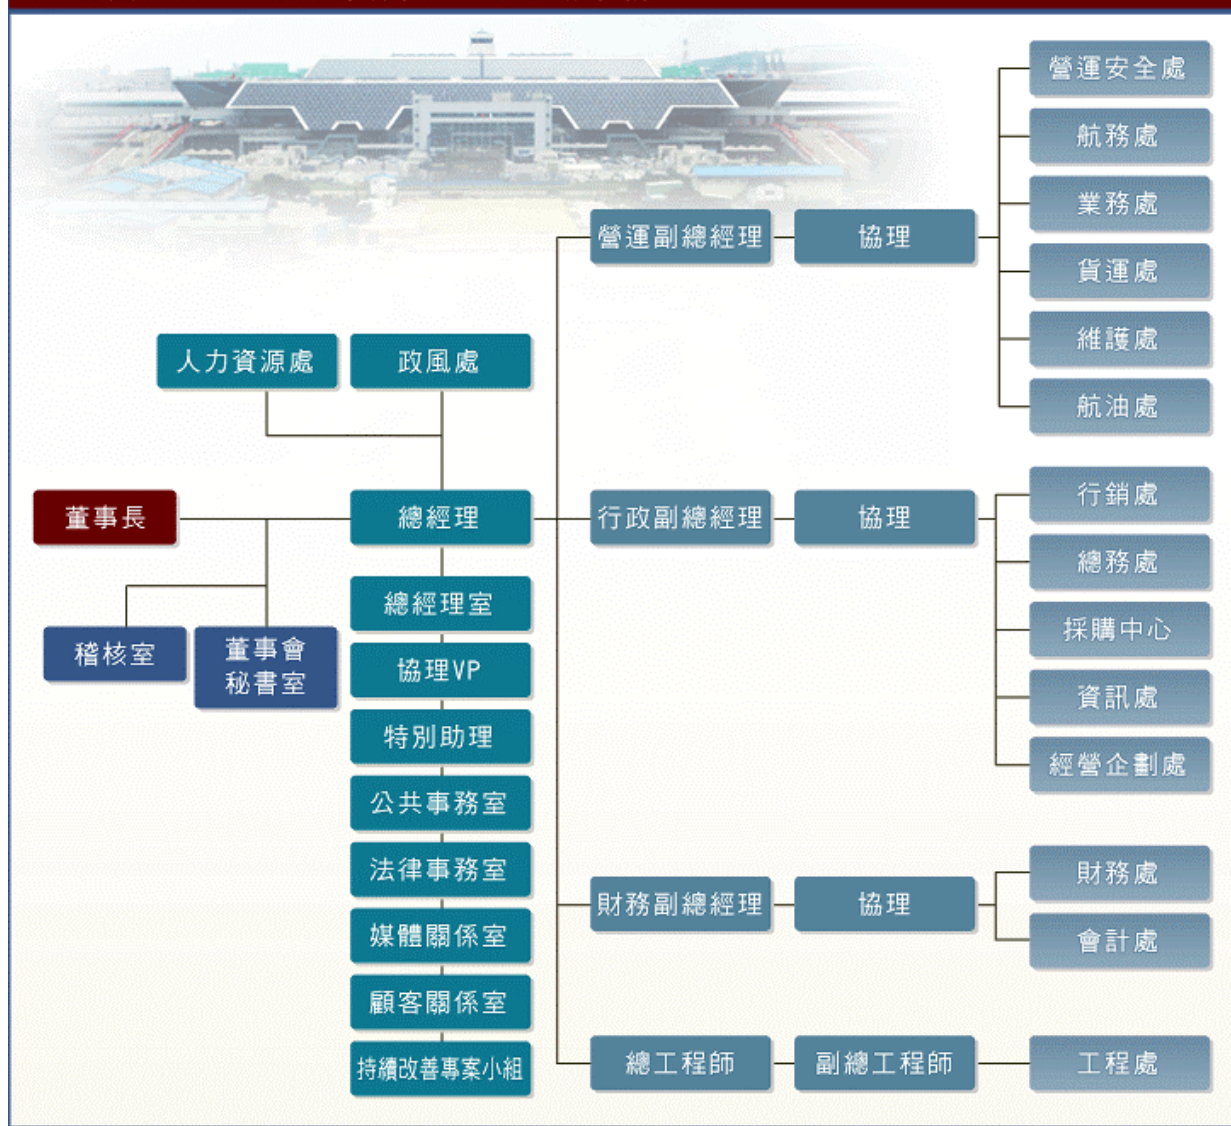 營運安全處
航務處
業務處
營運副總經理
協理
貨運處
維護處
航油處
人力資源處
政風處
董事長
總經理
行政副總經理
協理
行銷處
總務處
採購中心
資訊處
經營企劃處
稽核室
董事會
秘書室
總經理室
協理VP
特別助理
公共事務室
法律事務室
媒體關係室
顧客關係室
持續改善專案小組
財務副總經理
協理
財務處
會計處
總工程師
副總工程師
工程處